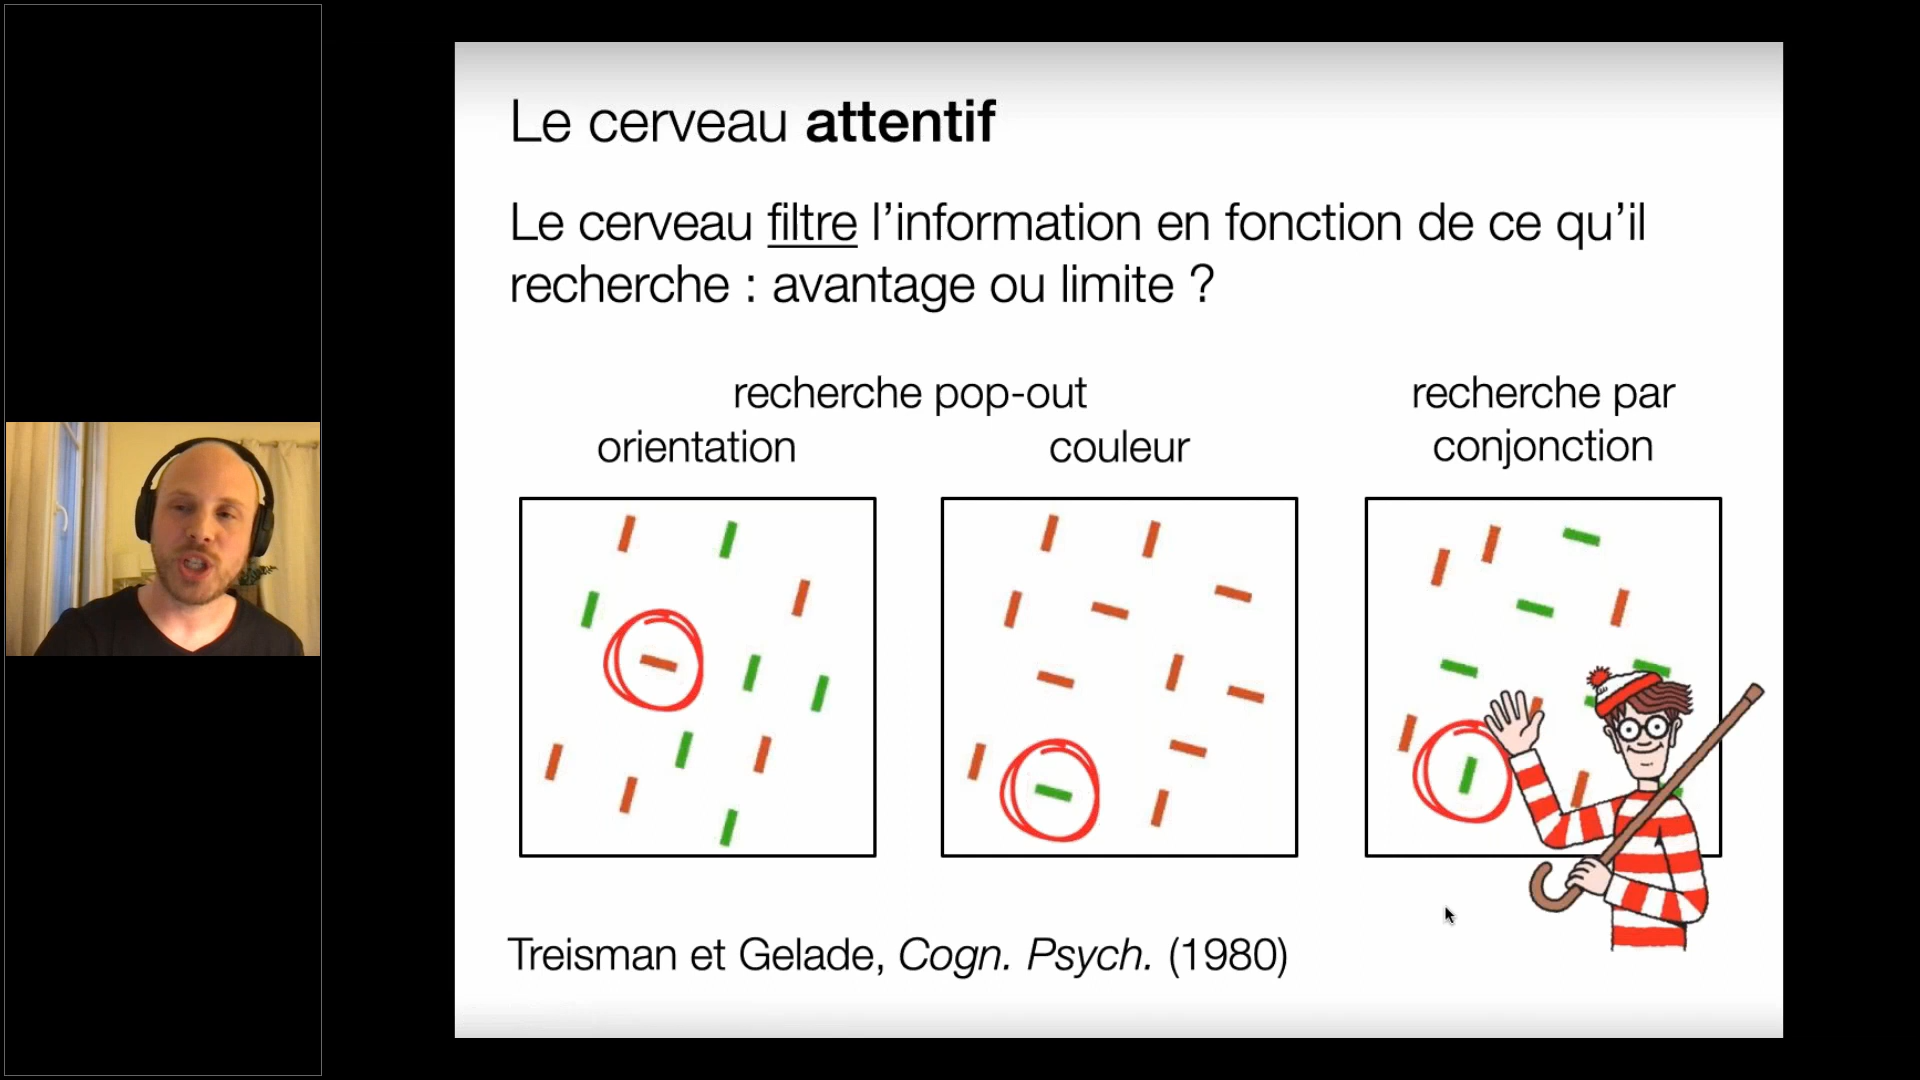 Le cerveau attentif
Le cerveau filtre l’information en fonction de ce qu’il
recherche : avantage ou limite ?
recherche pop-out
orientation
couleur
recherche par
conjonction
Treisman et Gelade, Cogn. Psych. (1980)